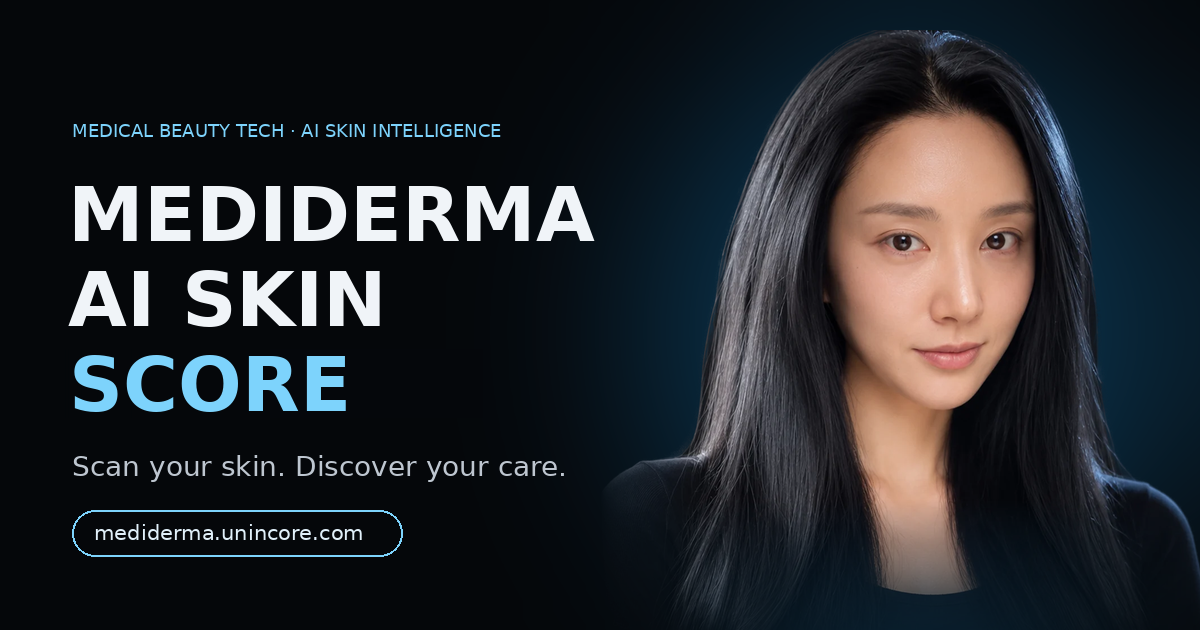 MEDICAL BEAUTY TECH · AI SKIN INTELLIGENCE
MEDIDERMA
AI SKIN
SCORE
Scan your skin. Discover your care.
mediderma.unincore.com